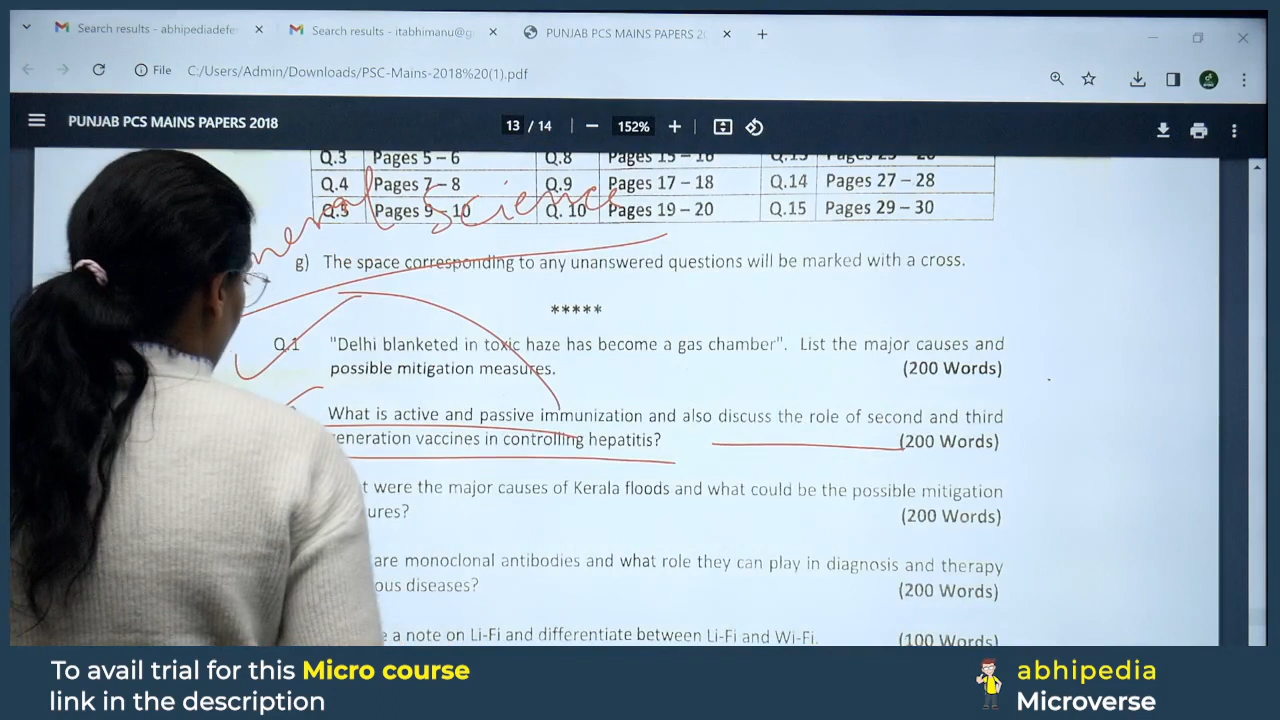 Search results - abhipediadefe
Search results - itabhimanu@g
PUNJAB PCS MAINS PAPERS 20
File C:/Users/Admin/Downloads/PSC-Mains-2018%20(1).pdf
PUNJAB PCS MAINS PAPERS 2018
13 / 14
152%
Q.3 Pages 5 – 6 Q.8 Pages 15 – 16
Q.4 Pages 7 – 8 Q.9 Pages 17 – 18 Q.14 Pages 27 – 28
Q.5 Pages 9 – 10 Q. 10 Pages 19 – 20 Q.15 Pages 29 – 30
neral Science
g) The space corresponding to any unanswered questions will be marked with a cross.
*****
Q.1 "Delhi blanketed in toxic haze has become a gas chamber". List the major causes and
possible mitigation measures. (200 Words)
What is active and passive immunization and also discuss the role of second and third
eneration vaccines in controlling hepatitis? (200 Words)
t were the major causes of Kerala floods and what could be the possible mitigation
ures? (200 Words)
are monoclonal antibodies and what role they can play in diagnosis and therapy
ous diseases? (200 Words)
e a note on Li-Fi and differentiate between Li-Fi and Wi-Fi. (100 Words)
To avail trial for this Micro course
link in the description
abhipedia
Microverse